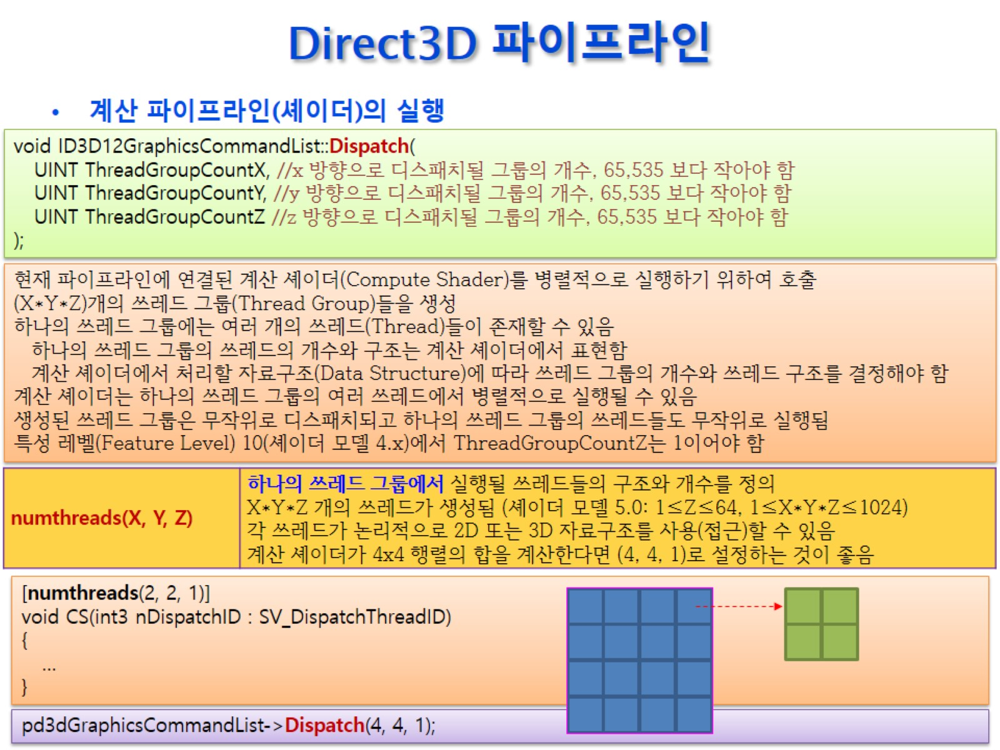 Direct3D 파이프라인
• 계산 파이프라인(셰이더)의 실행
void ID3D12GraphicsCommandList::Dispatch(
UINT ThreadGroupCountX, //x 방향으로 디스패치될 그룹의 개수, 65,535 보다 작아야 함
UINT ThreadGroupCountY, //y 방향으로 디스패치될 그룹의 개수, 65,535 보다 작아야 함
UINT ThreadGroupCountZ //z 방향으로 디스패치될 그룹의 개수, 65,535 보다 작아야 함
);
현재 파이프라인에 연결된 계산 셰이더(Compute Shader)를 병렬적으로 실행하기 위하여 호출
(X*Y*Z)개의 쓰레드 그룹(Thread Group)들을 생성
하나의 쓰레드 그룹에는 여러 개의 쓰레드(Thread)들이 존재할 수 있음
하나의 쓰레드 그룹의 쓰레드의 개수와 구조는 계산 셰이더에서 표현함
계산 셰이더에서 처리할 자료구조(Data Structure)에 따라 쓰레드 그룹의 개수와 쓰레드 구조를 결정해야 함
계산 셰이더는 하나의 쓰레드 그룹의 여러 쓰레드에서 병렬적으로 실행될 수 있음
생성된 쓰레드 그룹은 무작위로 디스패치되고 하나의 쓰레드 그룹의 쓰레드들도 무작위로 실행됨
특성 레벨(Feature Level) 10(셰이더 모델 4.x)에서 ThreadGroupCountZ는 1이어야 함
numthreads(X, Y, Z)
하나의 쓰레드 그룹에서 실행될 쓰레드들의 구조와 개수를 정의
X*Y*Z 개의 쓰레드가 생성됨 (셰이더 모델 5.0: 1≤Z≤64, 1≤X*Y*Z≤1024)
각 쓰레드가 논리적으로 2D 또는 3D 자료구조를 사용(접근)할 수 있음
계산 셰이더가 4x4 행렬의 합을 계산한다면 (4, 4, 1)로 설정하는 것이 좋음
[numthreads(2, 2, 1)]
void CS(int3 nDispatchID : SV_DispatchThreadID)
{
...
}
pd3dGraphicsCommandList->Dispatch(4, 4, 1);